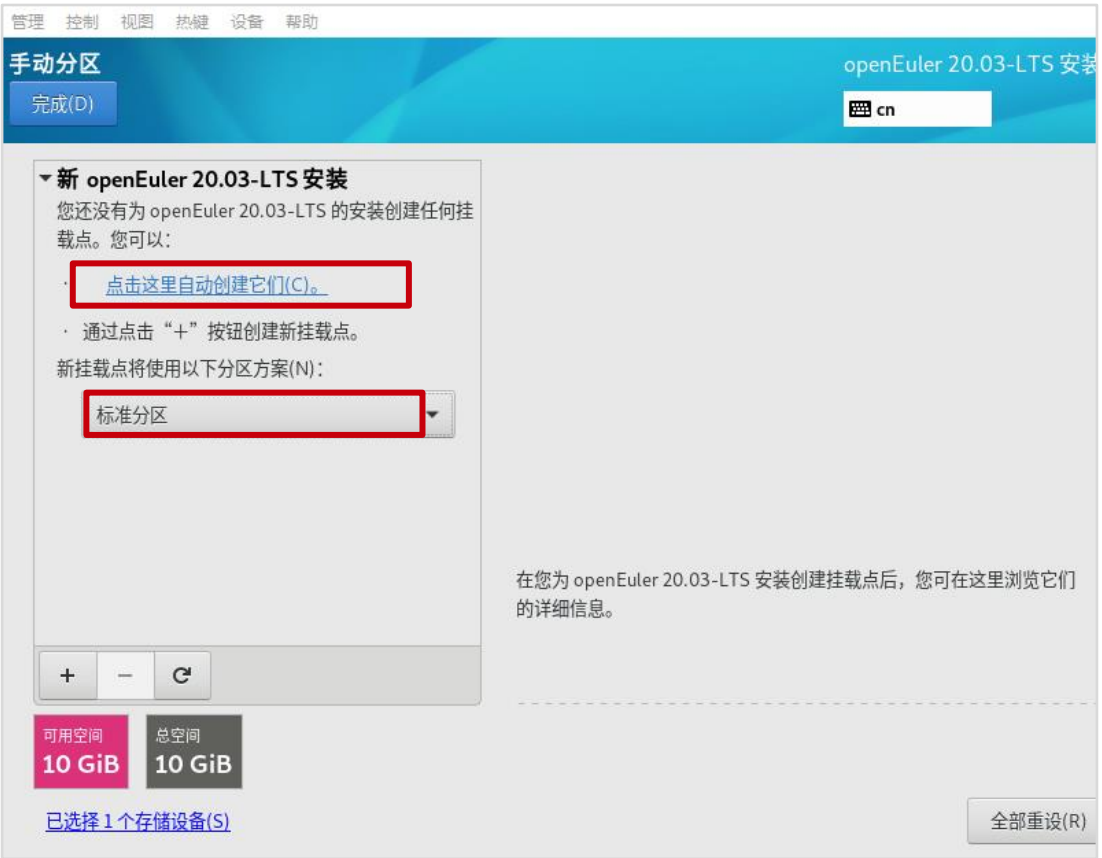 管理 控制 视图 热键 设备 帮助
手动分区
openEuler 20.03-LTS 安装
完成(D)
cn
新 openEuler 20.03-LTS 安装
您还没有为 openEuler 20.03-LTS 的安装创建任何挂
载点。您可以：
· 点击这里自动创建它们(C)。
· 通过点击“+”按钮创建新挂载点。
新挂载点将使用以下分区方案(N)：
标准分区
在您为 openEuler 20.03-LTS 安装创建挂载点后，您可在这里浏览它们
的详细信息。
+ −
可用空间
10 GiB
总空间
10 GiB
已选择 1 个存储设备(S)
全部重设(R)